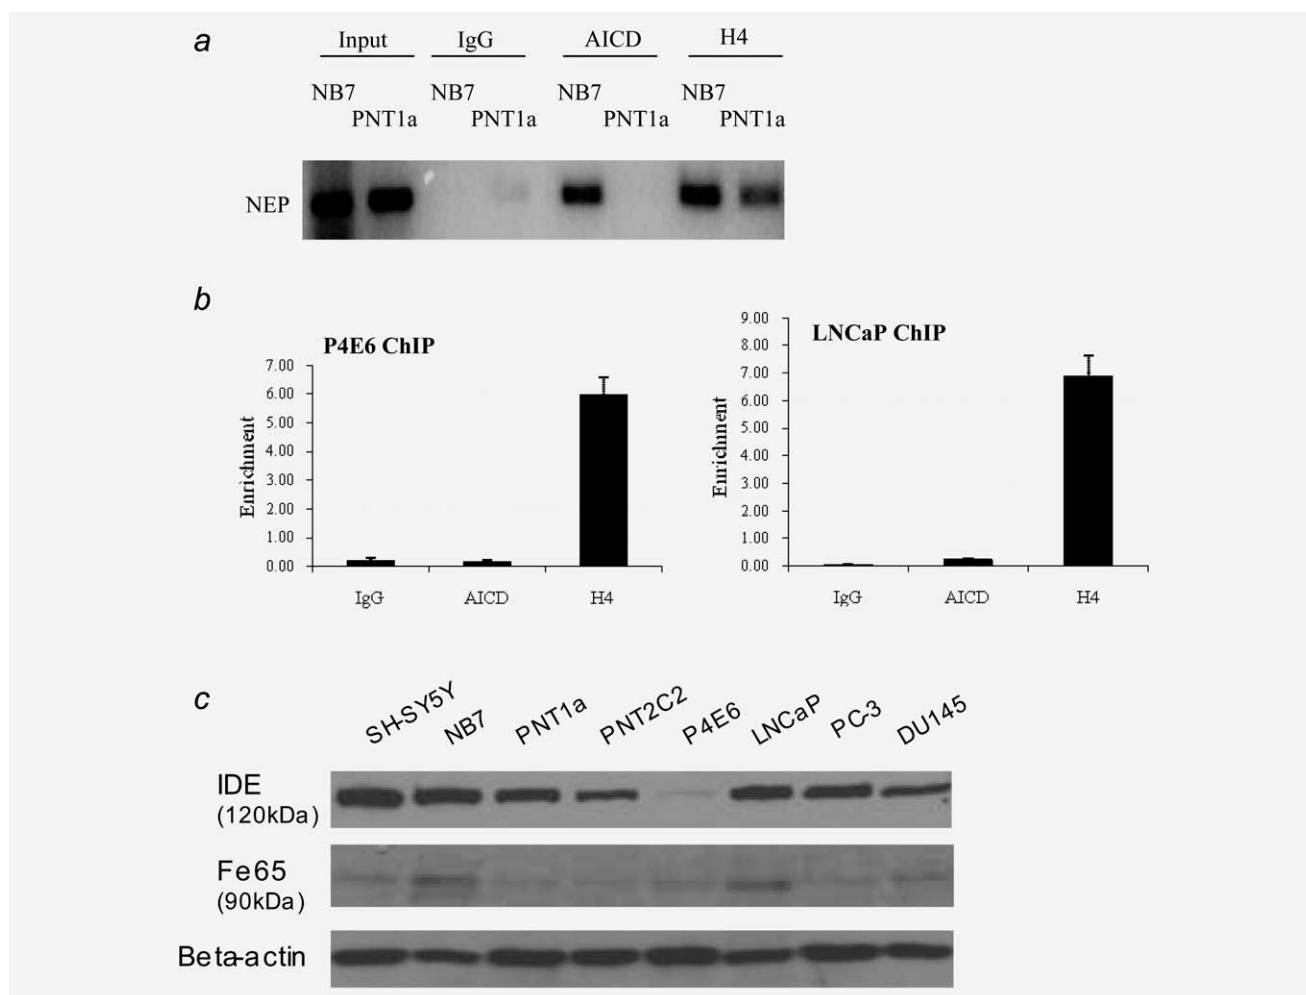 a
Input IgG AICD H4
NB7 NB7 NB7 NB7
PNT1a PNT1a PNT1a PNT1a
NEP
b
P4E6 ChIP
Enrichment
7.00
6.00
5.00
4.00
3.00
2.00
1.00
0.00
IgG AICD H4
LNCaP ChIP
Enrichment
9.00
8.00
7.00
6.00
5.00
4.00
3.00
2.00
1.00
0.00
IgG AICD H4
c
SH-SY5Y NB7 PNT1a PNT2C2 P4E6 LNCaP PC-3 DU145
IDE
(120kDa)
Fe65
(90kDa)
Beta-actin